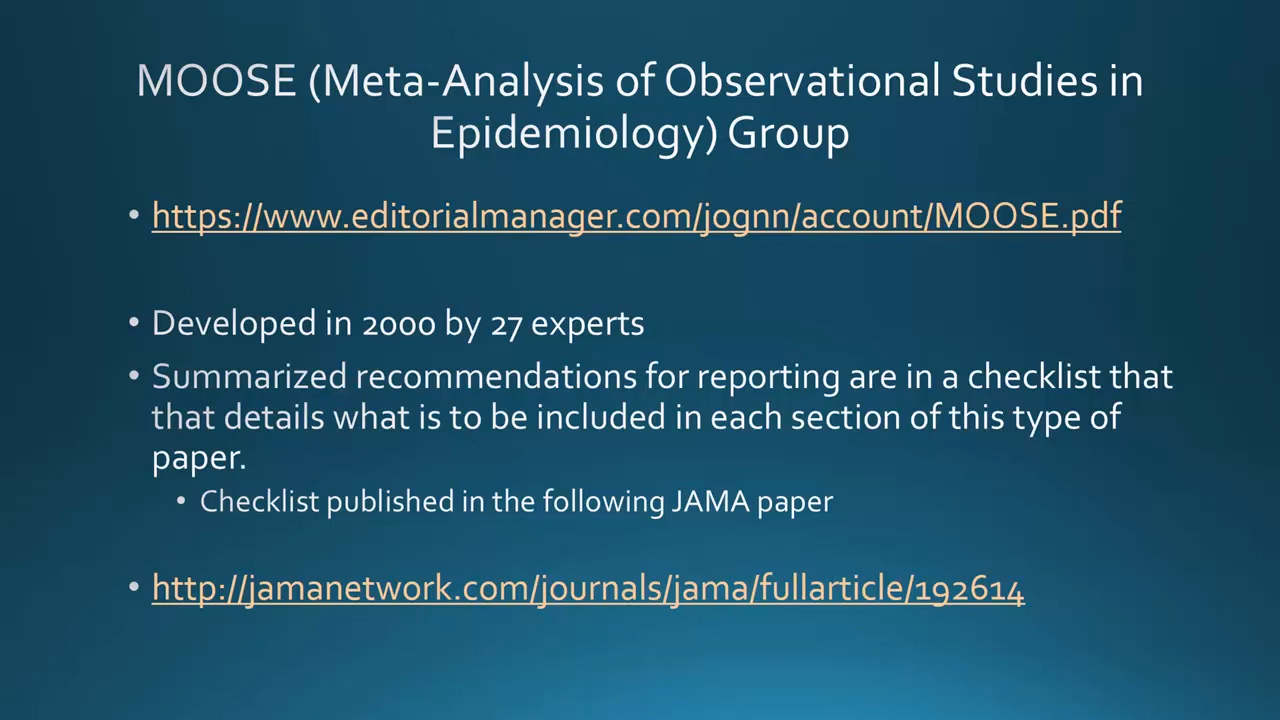 MOOSE (Meta-Analysis of Observational Studies in
Epidemiology) Group
• https://www.editorialmanager.com/jognn/account/MOOSE.pdf
• Developed in 2000 by 27 experts
• Summarized recommendations for reporting are in a checklist that
that details what is to be included in each section of this type of
paper.
• Checklist published in the following JAMA paper
• http://jamanetwork.com/journals/jama/fullarticle/192614